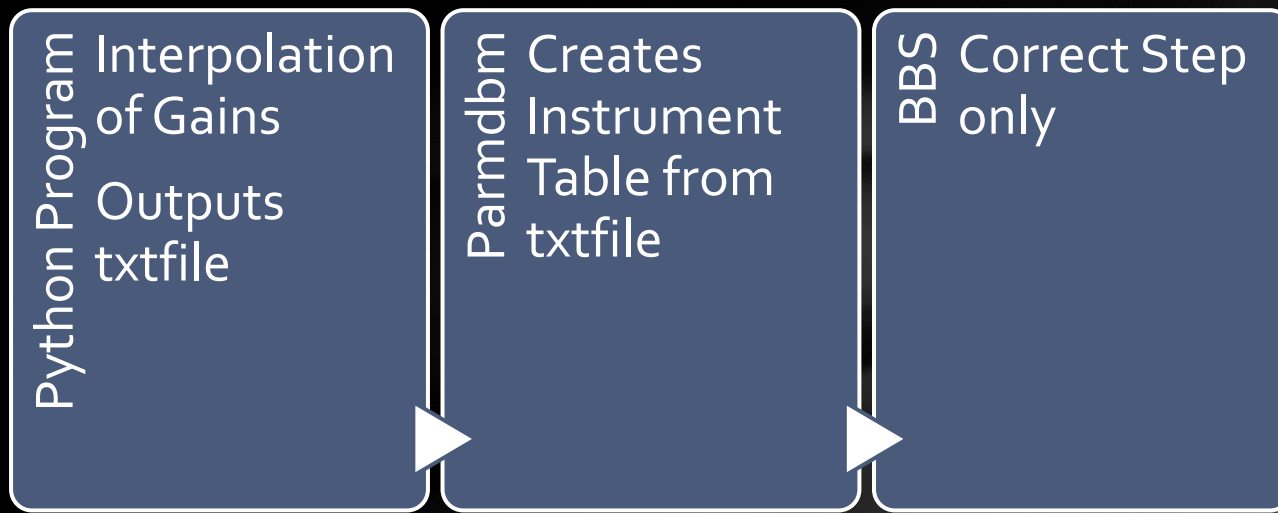 Python Program
Interpolation
of Gains
Outputs
txtfile
Parmdbm
Creates
Instrument
Table from
txtfile
BBS
Correct Step
only